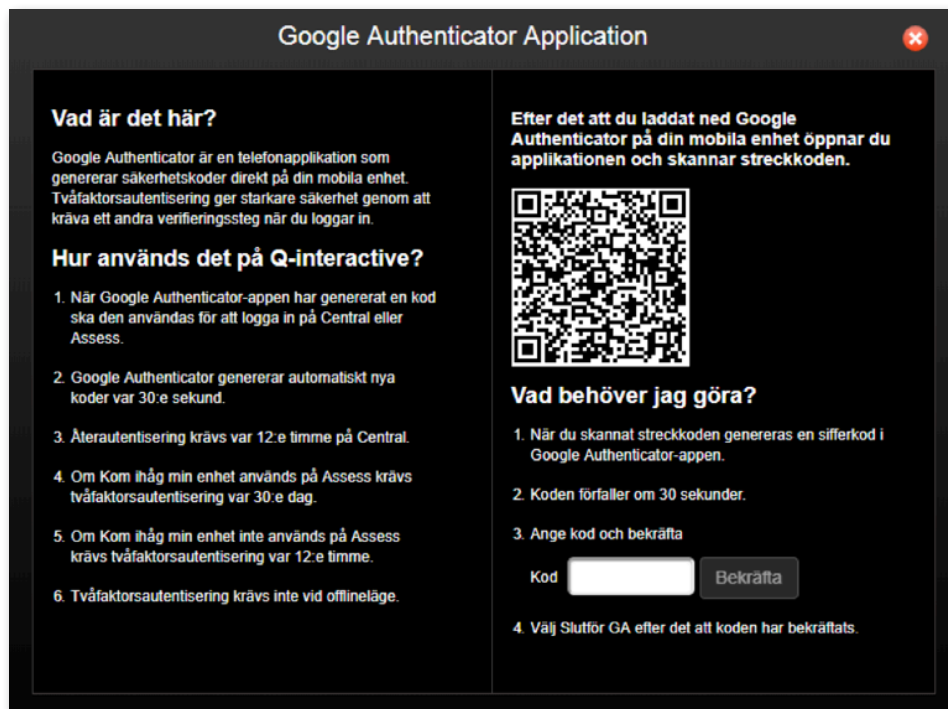 Google Authenticator Application
Vad är det här?
Google Authenticator är en telefonapplikation som
genererar säkerhetskoder direkt på din mobila enhet.
Tvåfaktorsautentisering ger starkare säkerhet genom att
kräva ett andra verifieringssteg när du loggar in.
Hur används det på Q-interactive?
1. När Google Authenticator-appen har genererat en kod
ska den användas för att logga in på Central eller
Assess.
2. Google Authenticator genererar automatiskt nya
koder var 30:e sekund.
3. Återautentisering krävs var 12:e timme på Central.
4. Om Kom ihåg min enhet används på Assess krävs
tvåfaktorsautentisering var 30:e dag.
5. Om Kom ihåg min enhet inte används på Assess
krävs tvåfaktorsautentisering var 12:e timme.
6. Tvåfaktorsautentisering krävs inte vid offlineläge.
Efter det att du laddat ned Google
Authenticator på din mobila enhet öppnar du
applikationen och skannar streckkoden.
Vad behöver jag göra?
1. När du skannat streckkoden genereras en sifferkod i
Google Authenticator-appen.
2. Koden förfaller om 30 sekunder.
3. Ange kod och bekräfta
Kod Bekräfta
4. Välj Slutför GA efter det att koden har bekräftats.